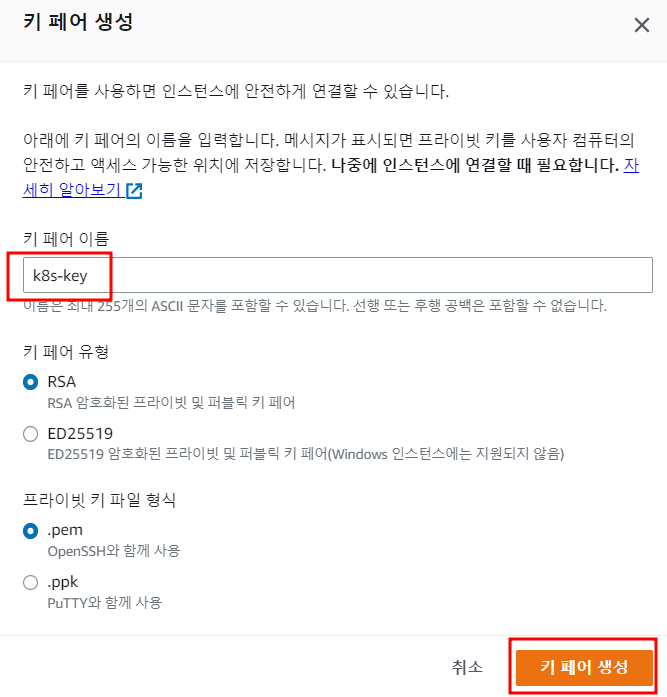 키 페어 생성
키 페어를 사용하면 인스턴스에 안전하게 연결할 수 있습니다.
아래에 키 페어의 이름을 입력합니다. 메시지가 표시되면 프라이빗 키를 사용자 컴퓨터의
안전하고 액세스 가능한 위치에 저장합니다. 나중에 인스턴스에 연결할 때 필요합니다. 자
세히 알아보기
키 페어 이름
k8s-key
이름은 최대 255개의 ASCII 문자를 포함할 수 있습니다. 선행 또는 후행 공백은 포함할 수 없습니다.
키 페어 유형
RSA
RSA 암호화된 프라이빗 및 퍼블릭 키 페어
ED25519
ED25519 암호화된 프라이빗 및 퍼블릭 키 페어(Windows 인스턴스에는 지원되지 않음)
프라이빗 키 파일 형식
.pem
OpenSSH와 함께 사용
.ppk
PuTTY와 함께 사용
취소
키 페어 생성